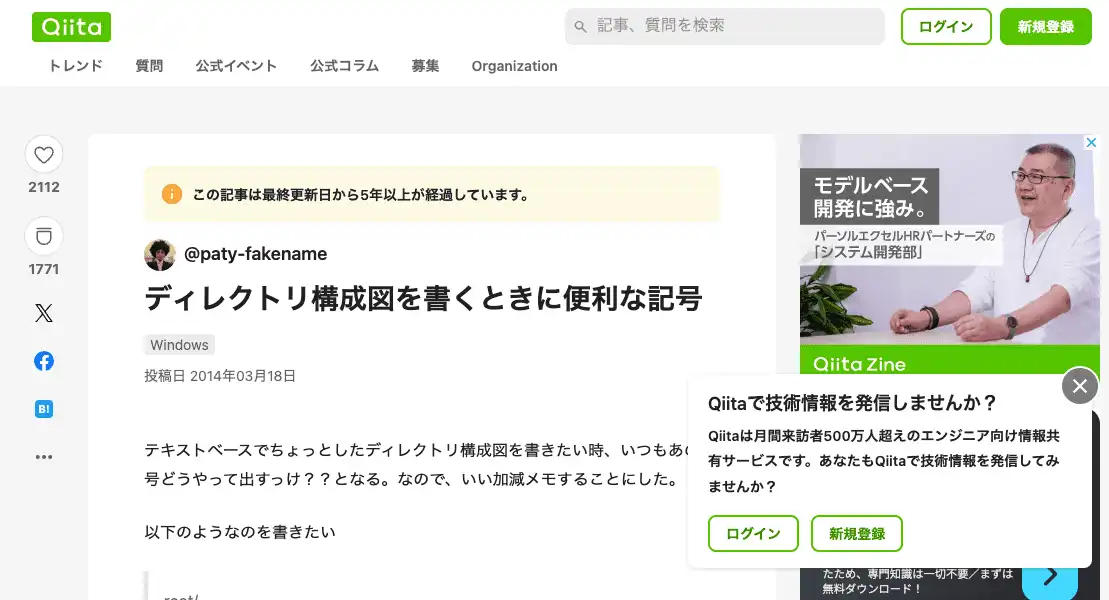 Qiita
記事、質問を検索
ログイン
新規登録
トレンド
質問
公式イベント
公式コラム
募集
Organization
2112
1771
B!
この記事は最終更新日から5年以上が経過しています。
@paty-fakename
ディレクトリ構成図を書くときに便利な記号
Windows
投稿日 2014年03月18日
テキストベースでちょっとしたディレクトリ構成図を書きたい時、いつもあの
号どうやって出すっけ？？となる。なので、いい加減メモすることにした。
以下のようなのを書きたい
root/
モデルベース
開発に強み。
パーソルエクセルHRパートナーズの
「システム開発部」
Qiita Zine
Qiitaで技術情報を発信しませんか？
Qiitaは月間来訪者500万人超えのエンジニア向け情報共
有サービスです。あなたもQiitaで技術情報を発信してみ
ませんか？
ログイン
新規登録
たため、専門知識は一切不要／まずは
無料ダウンロード！